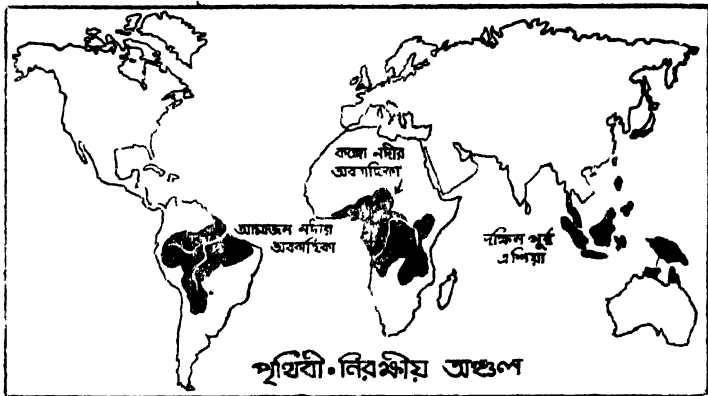 কঙ্গো নদীর
অববাহিকা
আমাজন নদীর
অববাহিকা
দক্ষিন পূর্ব
এশিয়া
পৃথিবী•নিরক্ষীয় অঞ্চল